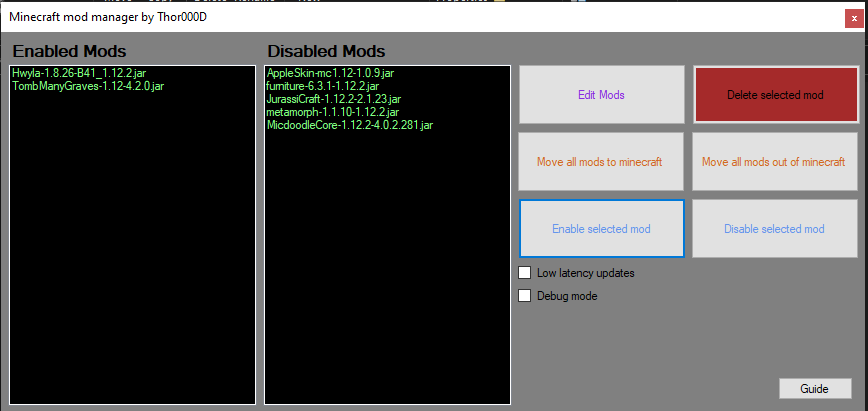 Minecraft mod manager by Thor000D
x
Enabled Mods
Disabled Mods
Hwyla-1.8.26-B41_1.12.2.jar
TombManyGraves-1.12-4.2.0.jar
AppleSkin-mc1.12-1.0.9.jar
furniture-6.3.1-1.12.2.jar
JurassiCraft-1.12.2-2.1.23.jar
metamorph-1.1.10-1.12.2.jar
MicdoodleCore-1.12.2-4.0.2.281.jar
Edit Mods
Delete selected mod
Move all mods to minecraft
Move all mods out of minecraft
Enable selected mod
Disable selected mod
Low latency updates
Debug mode
Guide